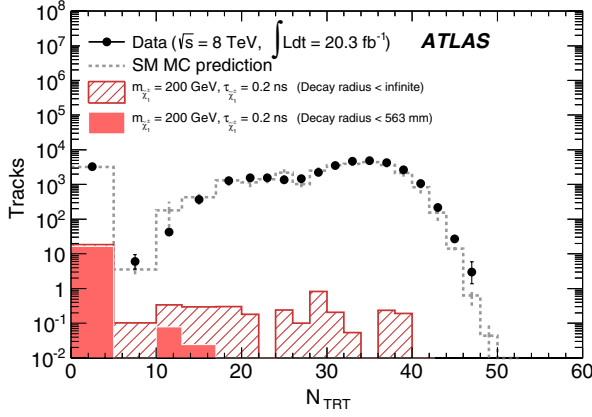 10^8
10^7
10^6
10^5
10^4
10^3
10^2
10
1
10^-1
10^-2
Tracks
Data (√s = 8 TeV, ∫Ldt = 20.3 fb^-1) ATLAS
SM MC prediction
m_χ̃₁± = 200 GeV, τ_χ̃₁± = 0.2 ns (Decay radius < infinite)
m_χ̃₁± = 200 GeV, τ_χ̃₁± = 0.2 ns (Decay radius < 563 mm)
0 10 20 30 40 50 60
N_TRT